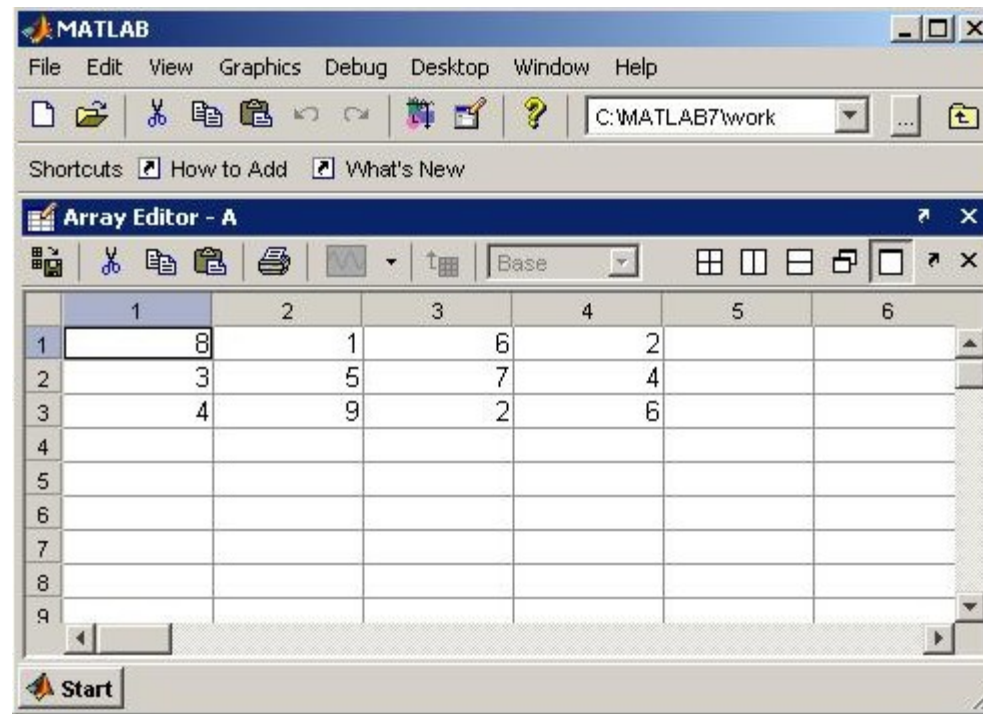 MATLAB
File Edit View Graphics Debug Desktop Window Help
C:\MATLAB7\work ...
Shortcuts How to Add What's New
Array Editor - A
Base
1 2 3 4 5 6
1 8 1 6 2
2 3 5 7 4
3 4 9 2 6
4
5
6
7
8
9
Start